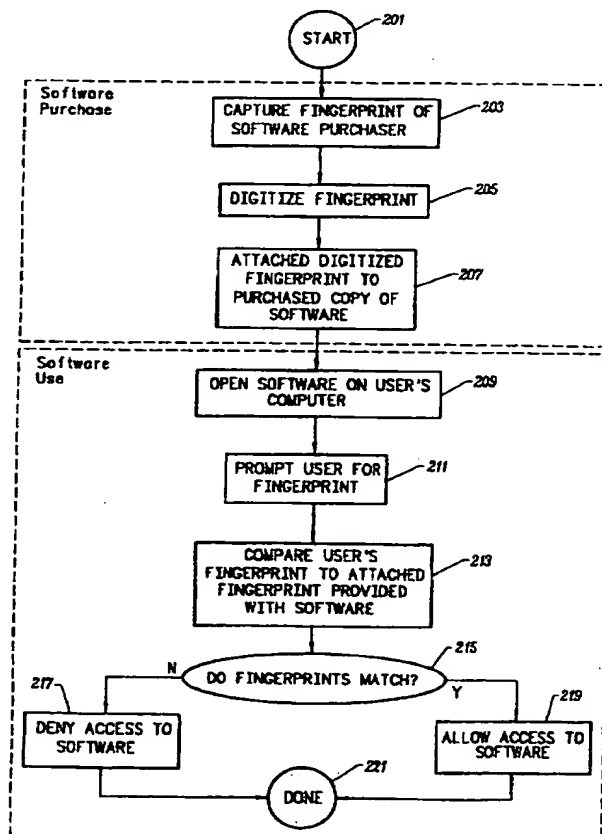 START
201
Software
Purchase
CAPTURE FINGERPRINT OF
SOFTWARE PURCHASER
203
DIGITIZE FINGERPRINT
205
ATTACHED DIGITIZED
FINGERPRINT TO
PURCHASED COPY OF
SOFTWARE
207
Software
Use
OPEN SOFTWARE ON USER'S
COMPUTER
209
PROMPT USER FOR
FINGERPRINT
211
COMPARE USER'S
FINGERPRINT TO ATTACHED
FINGERPRINT PROVIDED
WITH SOFTWARE
213
DO FINGERPRINTS MATCH?
215
N
Y
217
DENY ACCESS TO
SOFTWARE
219
ALLOW ACCESS TO
SOFTWARE
DONE
221